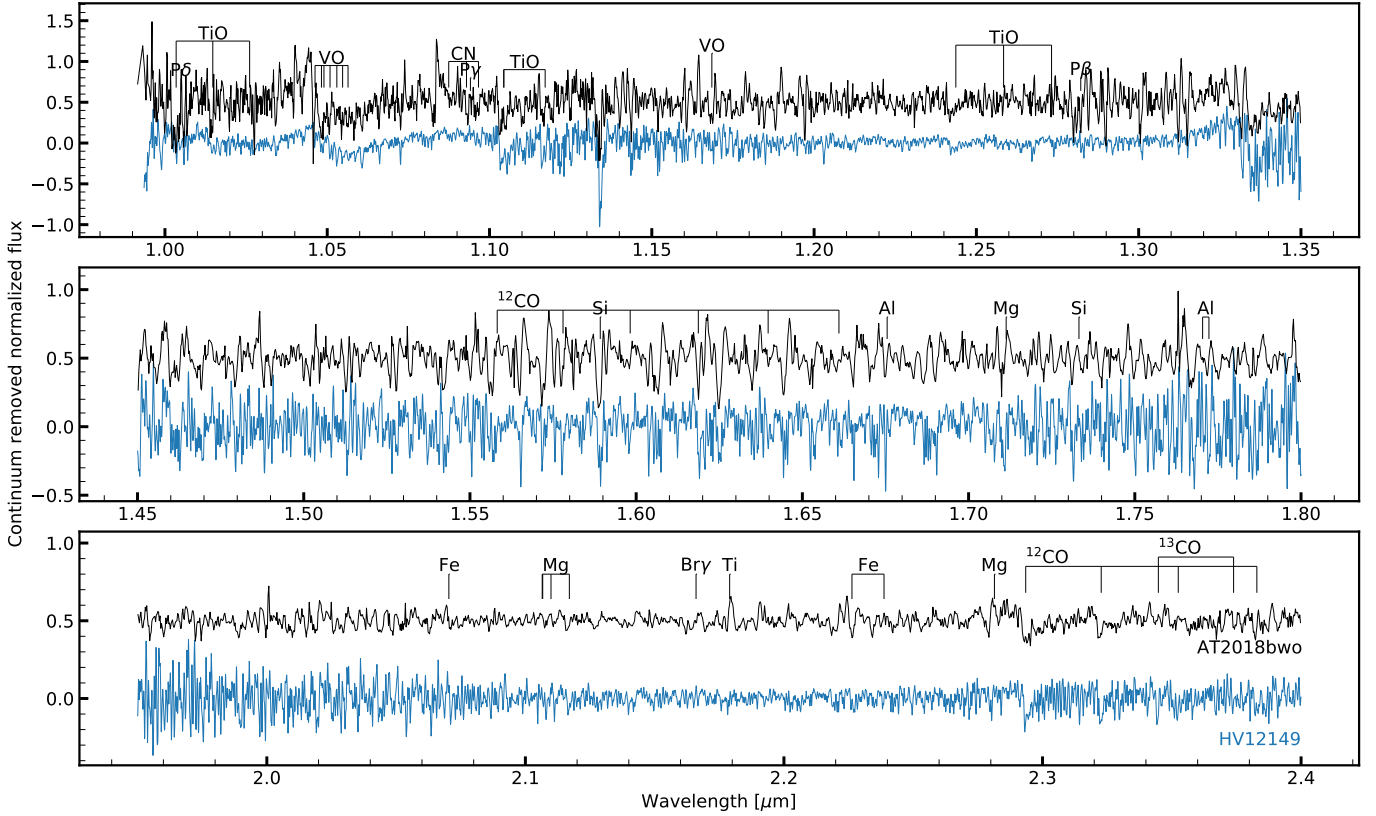 Continuum removed normalized flux
1.5
1.0
0.5
0.0
−0.5
−1.0
TiO
Pδ
VO
CN
Pγ
TiO
VO
TiO
Pβ
1.00 1.05 1.10 1.15 1.20 1.25 1.30 1.35
1.0
0.5
0.0
−0.5
¹²CO
Si
Al
Mg
Si
Al
1.45 1.50 1.55 1.60 1.65 1.70 1.75 1.80
1.0
0.5
0.0
Fe
Mg
Brγ
Ti
Fe
Mg
¹²CO
¹³CO
AT2018bwo
HV12149
2.0 2.1 2.2 2.3 2.4
Wavelength [μm]